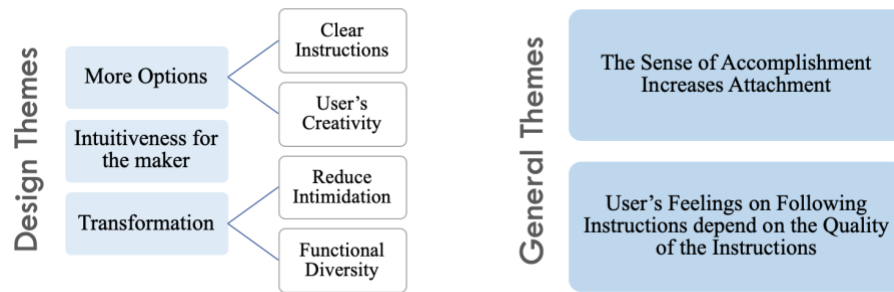 Design Themes
More Options
Clear
Instructions
User's
Creativity
Intuitiveness for
the maker
Transformation
Reduce
Intimidation
Functional
Diversity
General Themes
The Sense of Accomplishment
Increases Attachment
User's Feelings on Following
Instructions depend on the Quality
of the Instructions